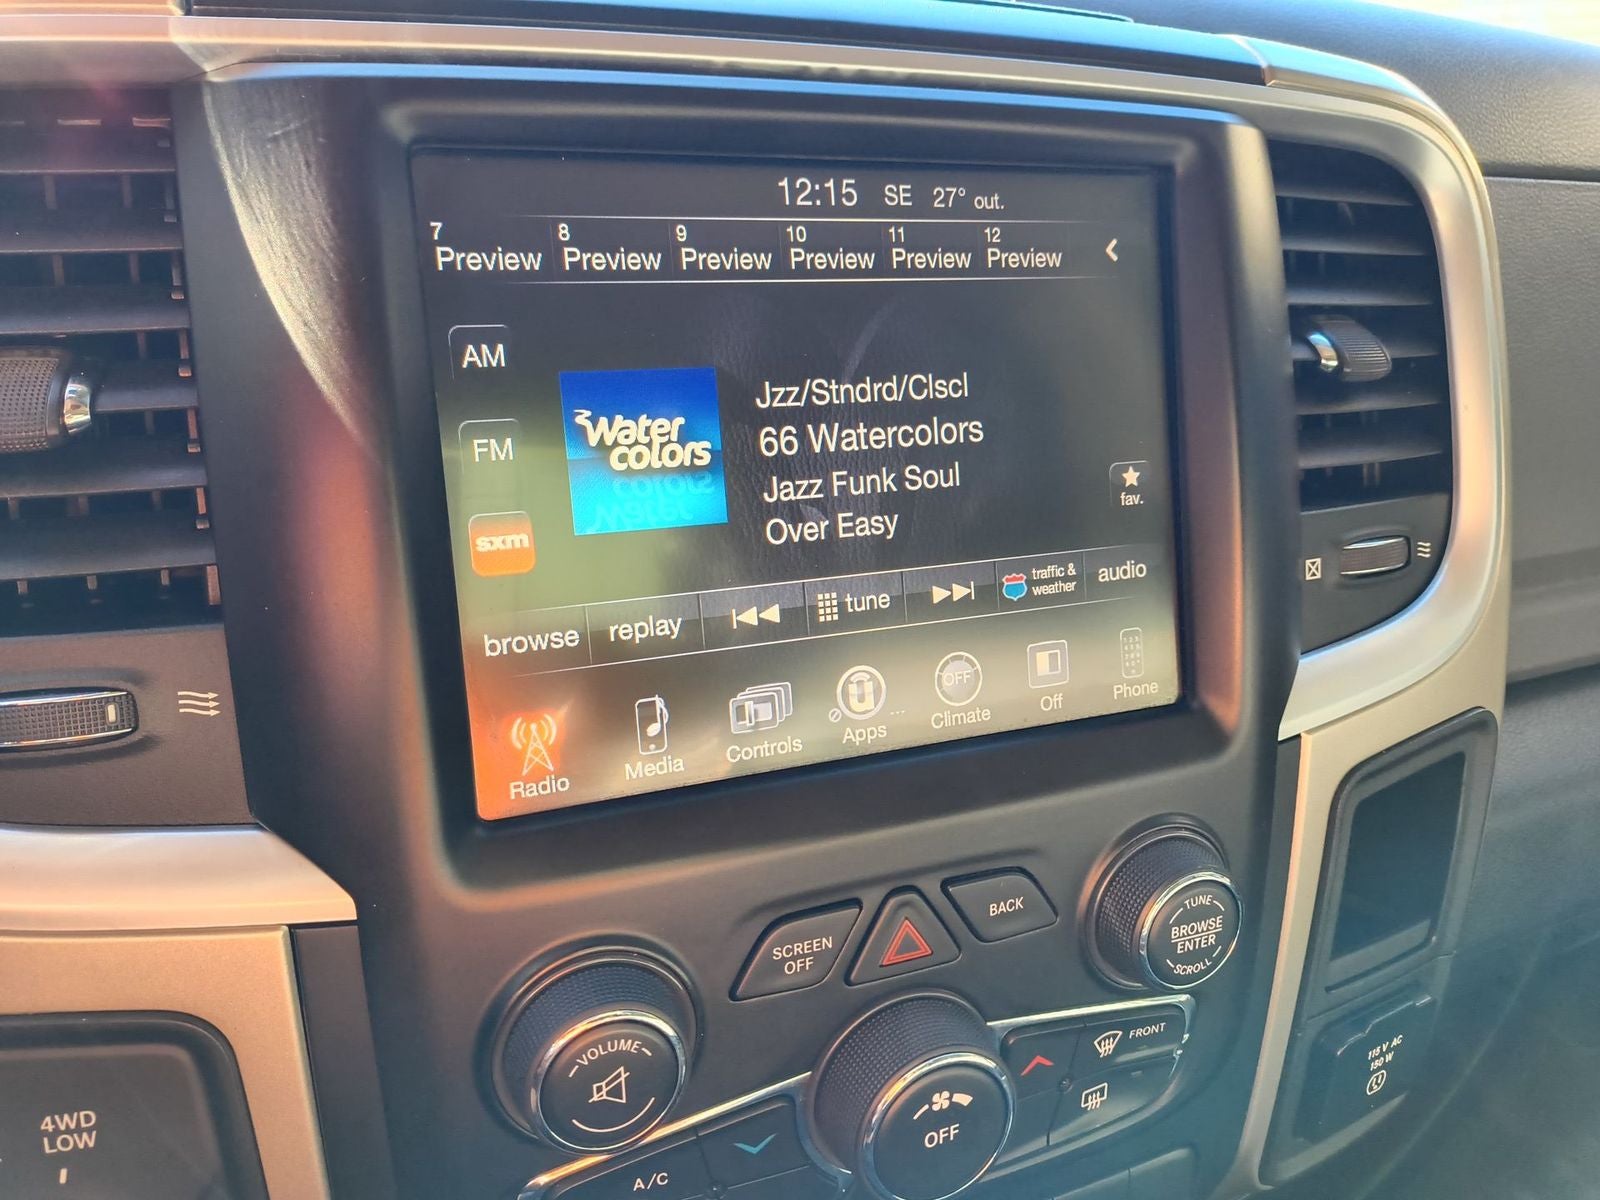 12:15 SE 27° out.
7 8 9 10 11 12
Preview Preview Preview Preview Preview Preview
AM
FM
sxm
Water
colors
Jzz/Stndrd/Clscl
66 Watercolors
Jazz Funk Soul
Over Easy
fav.
browse replay tune traffic &
weather audio
Radio Media Controls Apps ... OFF Climate Off Phone
SCREEN
OFF
BACK
TUNE
BROWSE
ENTER
SCROLL
VOLUME
OFF
FRONT
A/C
4WD
LOW
115 V AC
150 W